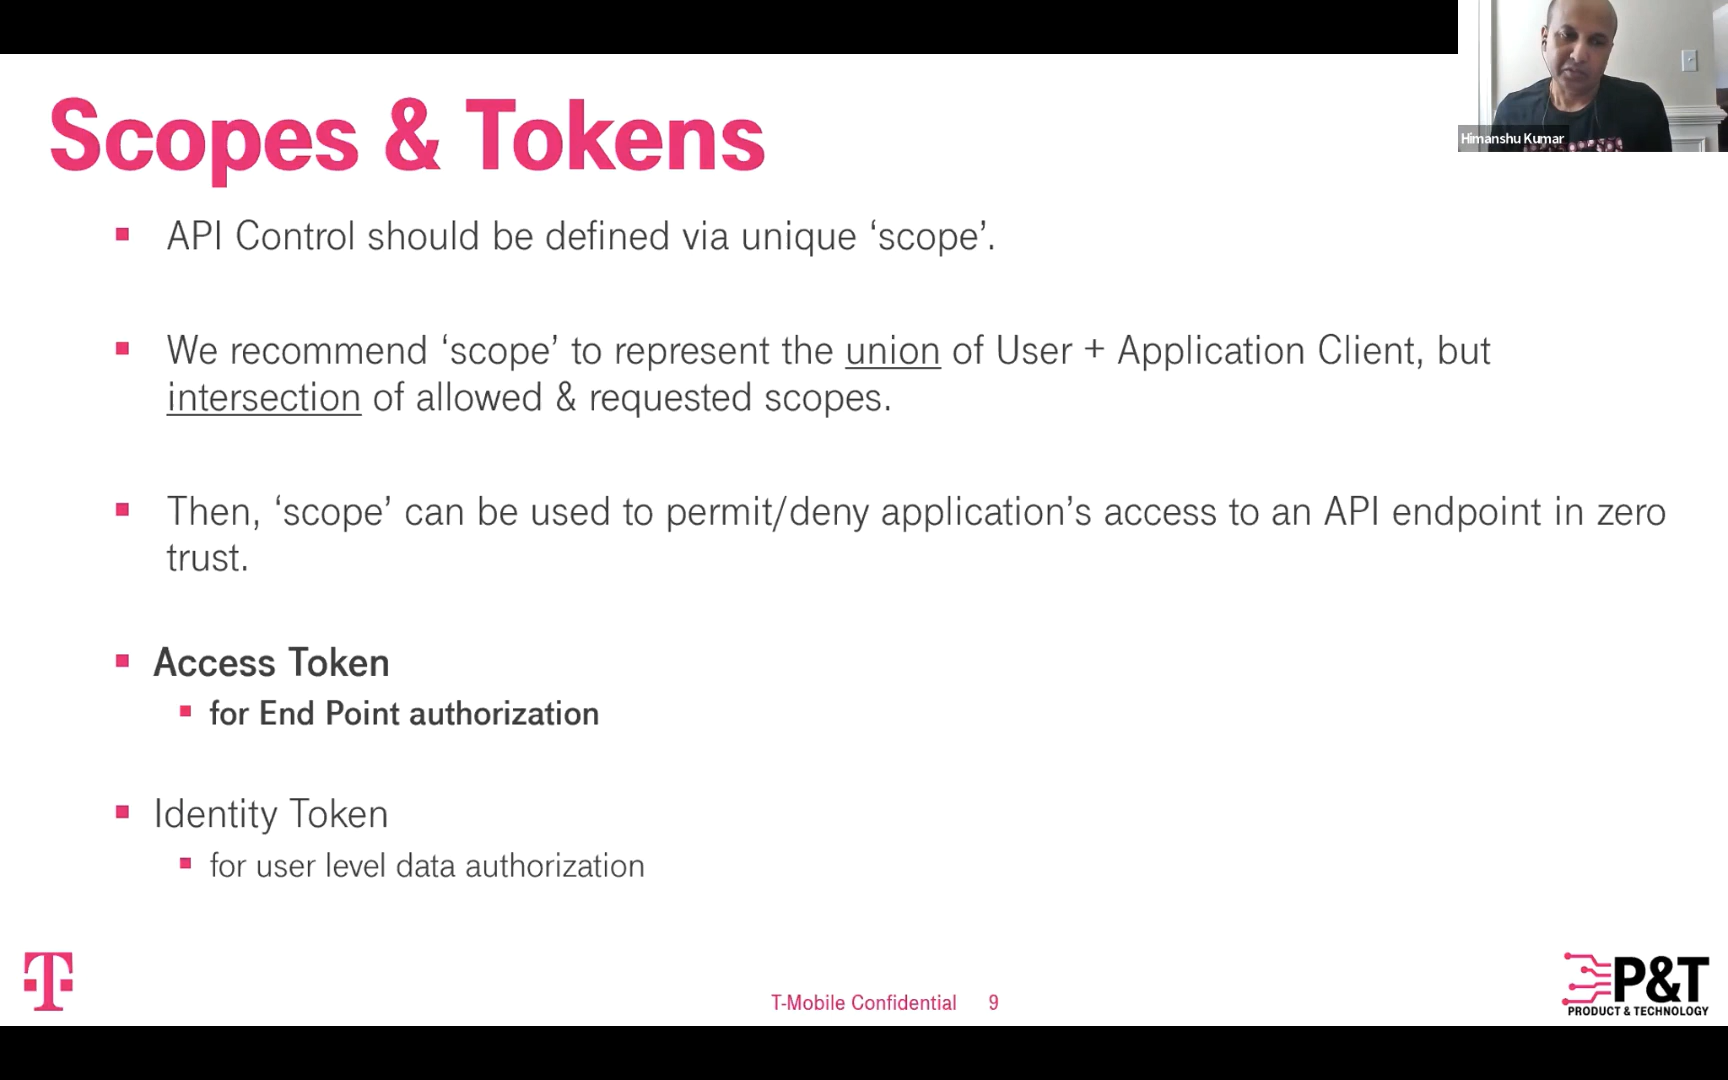 Himanshu Kumar
Scopes & Tokens
API Control should be defined via unique ‘scope’.
We recommend ‘scope’ to represent the union of User + Application Client, but
intersection of allowed & requested scopes.
Then, ‘scope’ can be used to permit/deny application’s access to an API endpoint in zero
trust.
Access Token
for End Point authorization
Identity Token
for user level data authorization
T
T-Mobile Confidential 9
P&T
PRODUCT & TECHNOLOGY